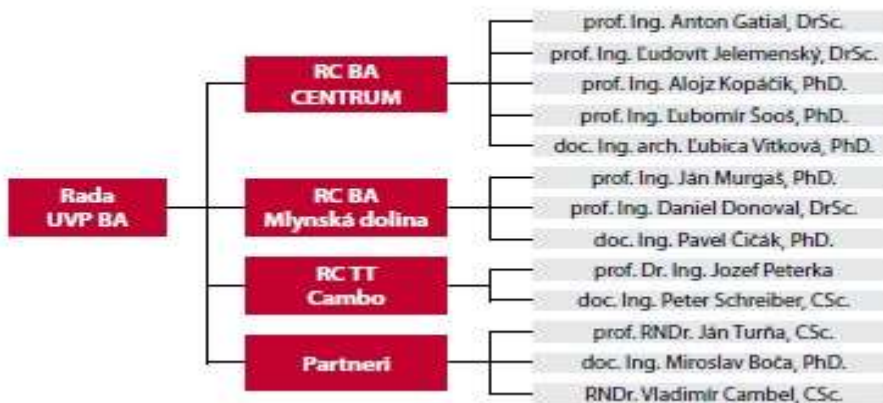 Rada
UVP BA
RC BA
CENTRUM
prof. Ing. Anton Gatial, DrSc.
prof. Ing. Ľudovít Jelemenský, DrSc.
prof. Ing. Alojz Kopáčik, PhD.
prof. Ing. Ľubomír Šooš, PhD.
doc. Ing. arch. Ľubica Vitková, PhD.
RC BA
Mlynská dolina
prof. Ing. Ján Murgaš, PhD.
prof. Ing. Daniel Donoval, DrSc.
doc. Ing. Pavel Čičák, PhD.
RC TT
Cambo
prof. Dr. Ing. Jozef Peterka
doc. Ing. Peter Schreiber, CSc.
Partneri
prof. RNDr. Ján Turňa, CSc.
doc. Ing. Miroslav Boča, PhD.
RNDr. Vladimír Cambel, CSc.